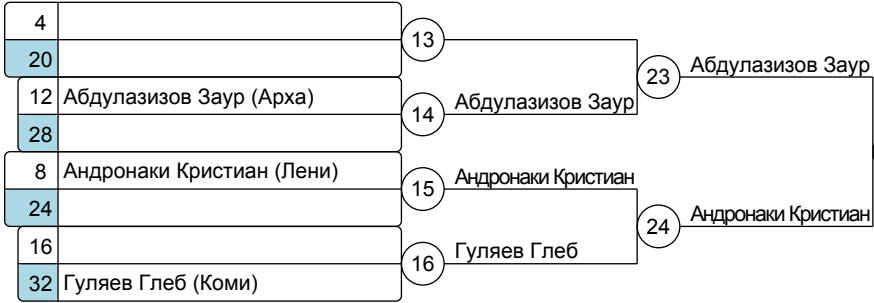 4
13
20
Абдулазизов Заур
23
12 Абдулазизов Заур (Арха)
14 Абдулазизов Заур
28
8 Андронаки Кристиан (Лени)
15 Андронаки Кристиан
24
24 Андронаки Кристиан
16
16 Гуляев Глеб
32 Гуляев Глеб (Коми)